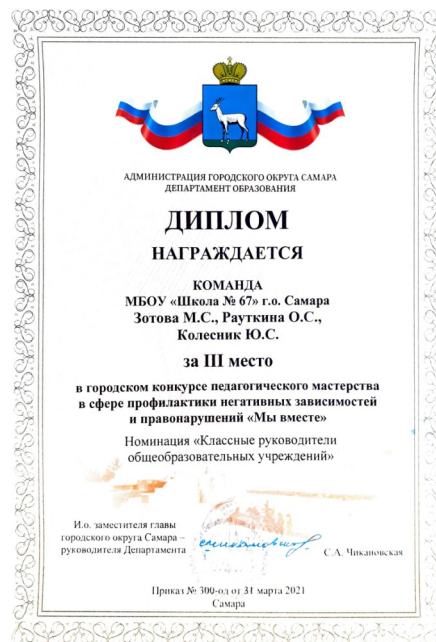 АДМИНИСТРАЦИЯ ГОРОДСКОГО ОКРУГА САМАРА
ДЕПАРТАМЕНТ ОБРАЗОВАНИЯ
ДИПЛОМ
НАГРАЖДАЕТСЯ
КОМАНДА
МБОУ «Школа № 67» г.о. Самара
Зотова М.С., Рауткина О.С.,
Колесник Ю.С.
за III место
в городском конкурсе педагогического мастерства
в сфере профилактики негативных зависимостей
и правонарушений «Мы вместе»
Номинация «Классные руководители
общеобразовательных учреждений»
И.о. заместителя главы
городского округа Самара –
руководителя Департамента
С.А. Чикановская
Приказ № 300-од от 31 марта 2021
Самара